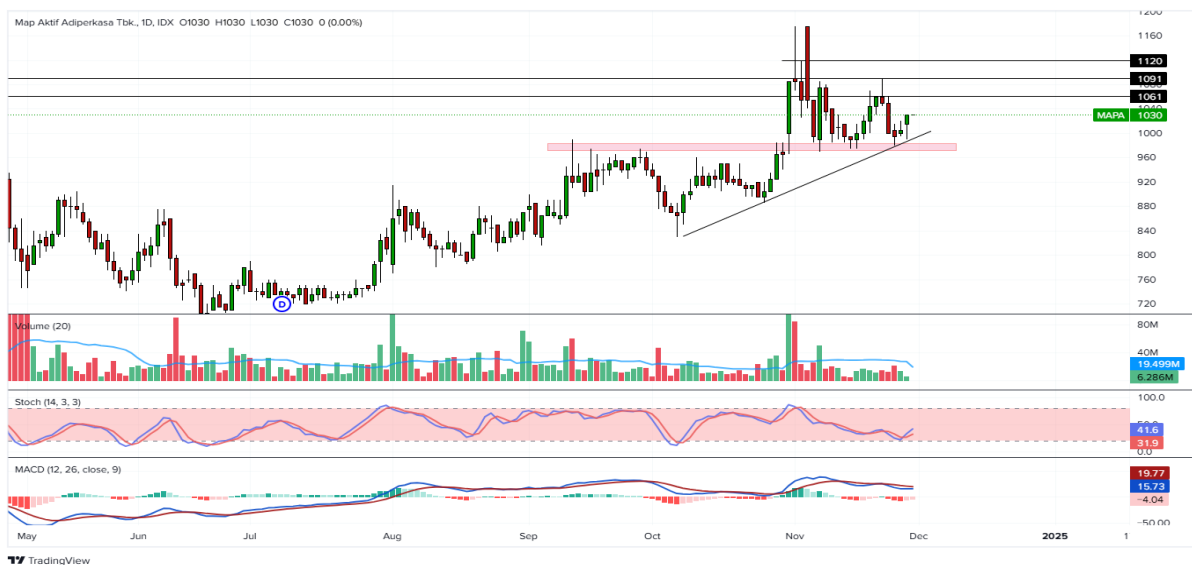 Map Aktif Adiperkasa Tbk., 1D, IDX O1030 H1030 L1030 C1030 0 (0.00%)
1200
1160
1120
1091
1061
MAPA 1030
1000
960
920
880
840
800
760
720
D
Volume (20)
80M
40M
19.499M
6.286M
Stoch (14, 3, 3)
100.0
41.6
31.9
0.0
MACD (12, 26, close, 9)
19.77
15.73
−4.04
−50.00
May Jun Jul Aug Sep Oct Nov Dec 2025 1
TradingView